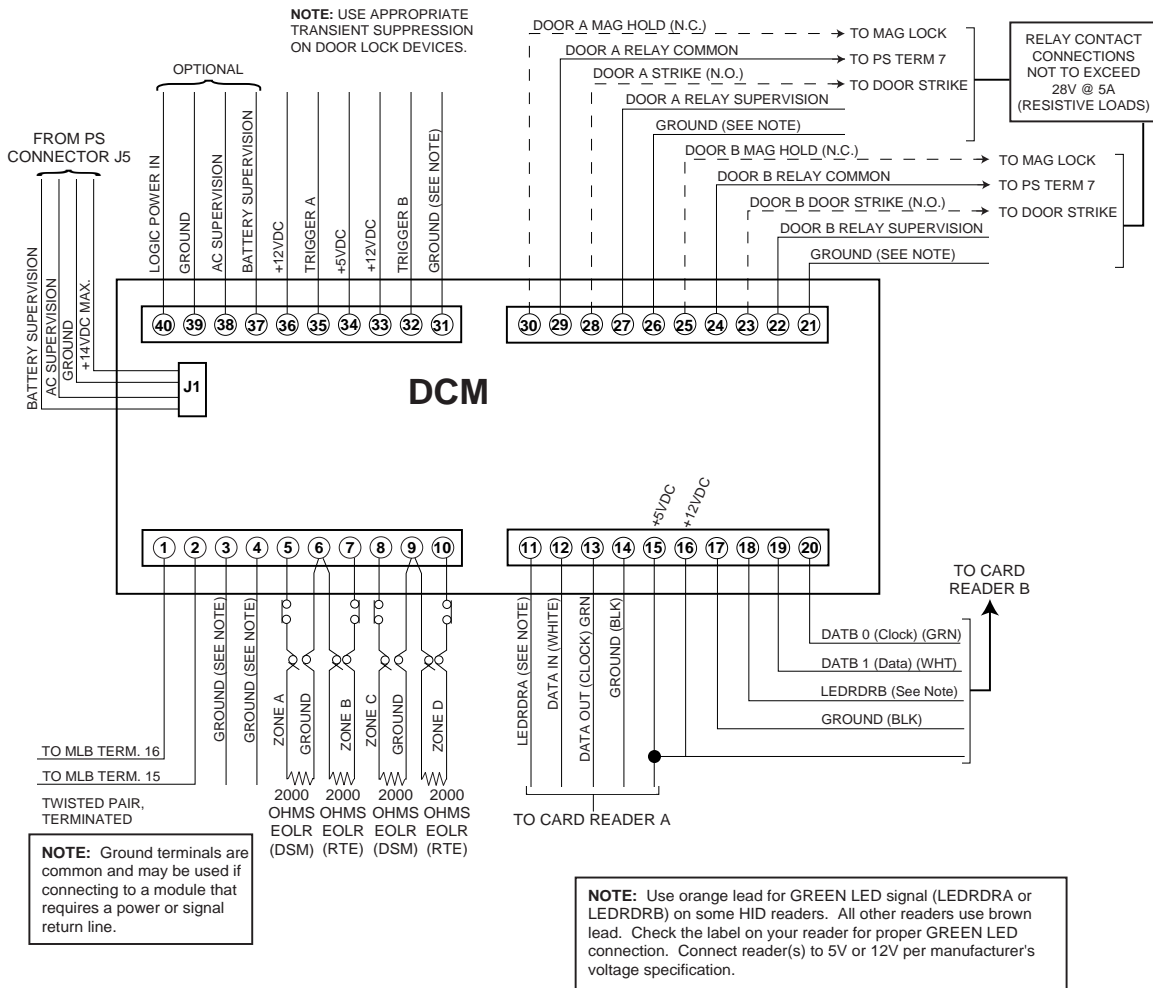 NOTE: USE APPROPRIATE
TRANSIENT SUPPRESSION
ON DOOR LOCK DEVICES.
OPTIONAL
FROM PS
CONNECTOR J5
BATTERY SUPERVISION
AC SUPERVISION
GROUND
+14VDC MAX.
LOGIC POWER IN
GROUND
AC SUPERVISION
BATTERY SUPERVISION
+12VDC
TRIGGER A
+5VDC
+12VDC
TRIGGER B
GROUND (SEE NOTE)
DOOR A MAG HOLD (N.C.)
TO MAG LOCK
DOOR A RELAY COMMON
TO PS TERM 7
DOOR A STRIKE (N.O.)
TO DOOR STRIKE
DOOR A RELAY SUPERVISION
GROUND (SEE NOTE)
RELAY CONTACT
CONNECTIONS
NOT TO EXCEED
28V @ 5A
(RESISTIVE LOADS)
DOOR B MAG HOLD (N.C.)
TO MAG LOCK
DOOR B RELAY COMMON
TO PS TERM 7
DOOR B DOOR STRIKE (N.O.)
TO DOOR STRIKE
DOOR B RELAY SUPERVISION
GROUND (SEE NOTE)
40 39 38 37 36 35 34 33 32 31
30 29 28 27 26 25 24 23 22 21
J1
DCM
+5VDC
+12VDC
1 2 3 4 5 6 7 8 9 10
11 12 13 14 15 16 17 18 19 20
GROUND (SEE NOTE)
GROUND (SEE NOTE)
ZONE A
GROUND
ZONE B
ZONE C
GROUND
ZONE D
LEDRDRA (SEE NOTE)
DATA IN (WHITE)
DATA OUT (CLOCK) GRN
GROUND (BLK)
TO CARD
READER B
DATB 0 (Clock) (GRN)
DATB 1 (Data) (WHT)
LEDRDRB (See Note)
GROUND (BLK)
TO MLB TERM. 16
TO MLB TERM. 15
TWISTED PAIR,
TERMINATED
2000 2000 2000 2000
OHMS OHMS OHMS OHMS
EOLR EOLR EOLR EOLR
(DSM) (RTE) (DSM) (RTE)
TO CARD READER A
NOTE: Ground terminals are
common and may be used if
connecting to a module that
requires a power or signal
return line.
NOTE: Use orange lead for GREEN LED signal (LEDRDRA or
LEDRDRB) on some HID readers. All other readers use brown
lead. Check the label on your reader for proper GREEN LED
connection. Connect reader(s) to 5V or 12V per manufacturer's
voltage specification.